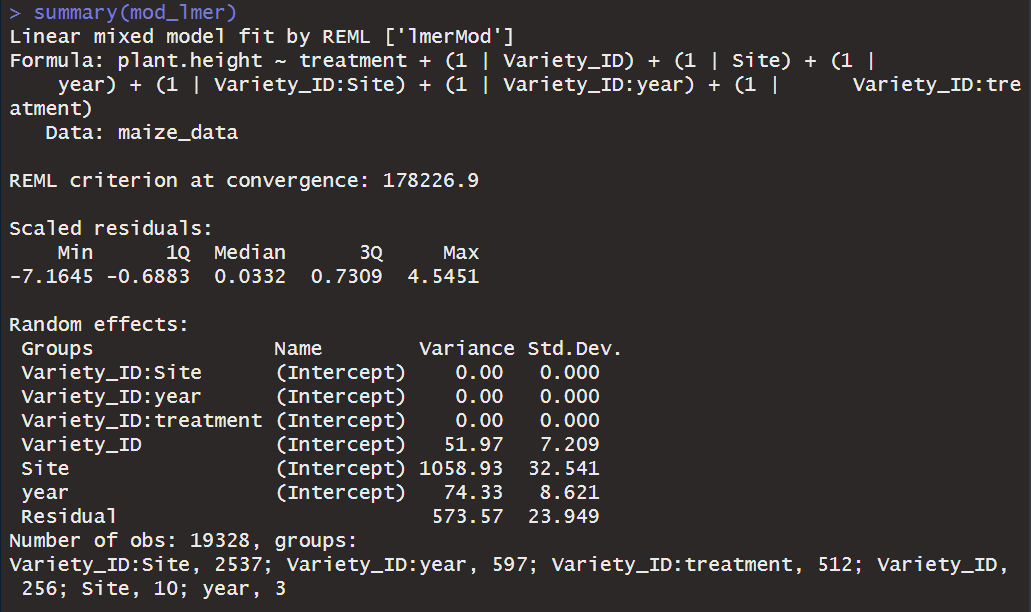 > summary(mod_lmer)
Linear mixed model fit by REML ['lmerMod']
Formula: plant.height ~ treatment + (1 | Variety_ID) + (1 | Site) + (1 |
    year) + (1 | Variety_ID:Site) + (1 | Variety_ID:year) + (1 |      Variety_ID:tre
atment)
   Data: maize_data

REML criterion at convergence: 178226.9

Scaled residuals:
    Min      1Q  Median      3Q     Max
-7.1645 -0.6883  0.0332  0.7309  4.5451

Random effects:
 Groups               Name        Variance Std.Dev.
 Variety_ID:Site      (Intercept)    0.00   0.000
 Variety_ID:year      (Intercept)    0.00   0.000
 Variety_ID:treatment (Intercept)    0.00   0.000
 Variety_ID           (Intercept)   51.97   7.209
 Site                 (Intercept) 1058.93  32.541
 year                 (Intercept)   74.33   8.621
 Residual                          573.57  23.949
Number of obs: 19328, groups:
Variety_ID:Site, 2537; Variety_ID:year, 597; Variety_ID:treatment, 512; Variety_ID,
 256; Site, 10; year, 3